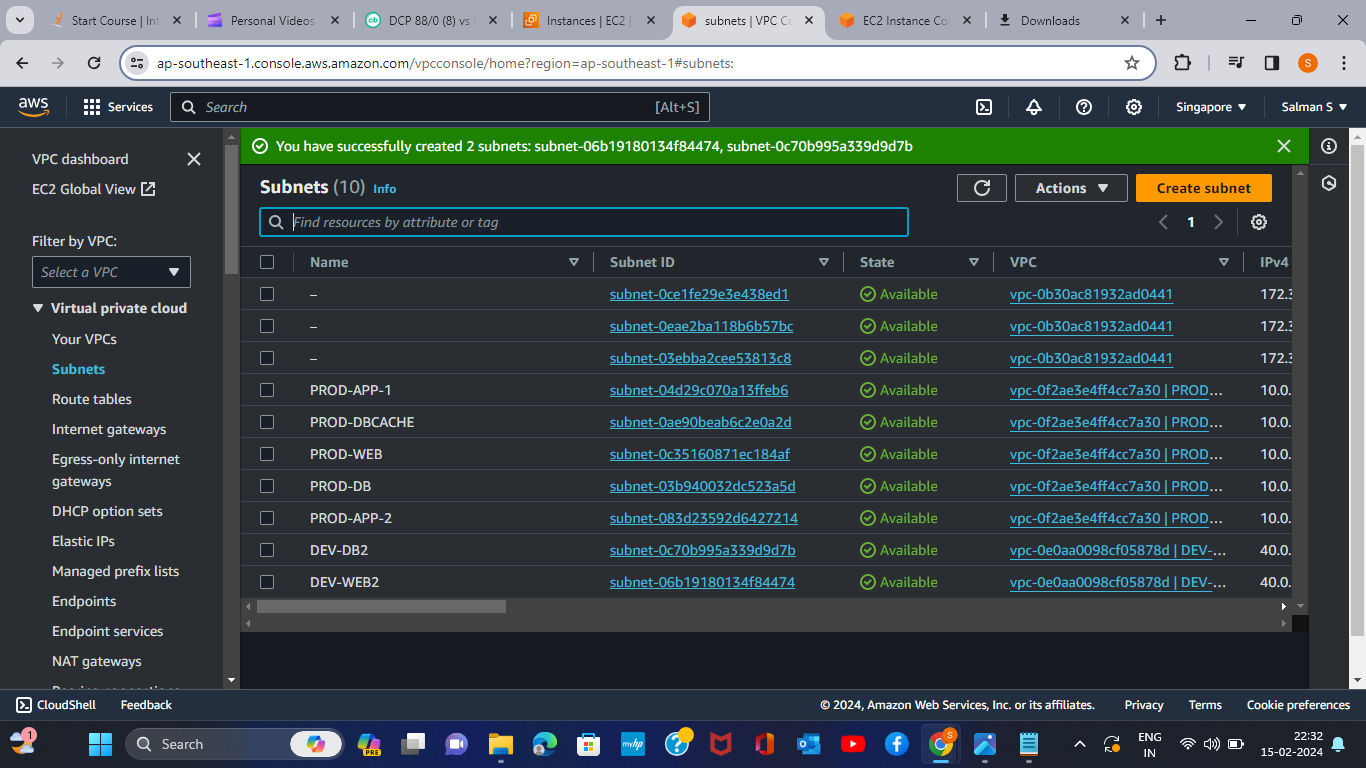 Start Course | Int
Personal Videos
DCP 88/0 (8) vs
Instances | EC2 |
subnets | VPC Co
EC2 Instance Co
Downloads
ap-southeast-1.console.aws.amazon.com/vpcconsole/home?region=ap-southeast-1#subnets:
S
aws
Services
Search
[Alt+S]
Singapore
Salman S
VPC dashboard
EC2 Global View
Filter by VPC:
Select a VPC
Virtual private cloud
Your VPCs
Subnets
Route tables
Internet gateways
Egress-only internet
gateways
DHCP option sets
Elastic IPs
Managed prefix lists
Endpoints
Endpoint services
NAT gateways
You have successfully created 2 subnets: subnet-06b19180134f84474, subnet-0c70b995a339d9d7b
Subnets (10) Info
Actions
Create subnet
Find resources by attribute or tag
1
Name Subnet ID State VPC IPv4
– subnet-0ce1fe29e3e438ed1 Available vpc-0b30ac81932ad0441 172.3
– subnet-0eae2ba118b6b57bc Available vpc-0b30ac81932ad0441 172.3
– subnet-03ebba2cee53813c8 Available vpc-0b30ac81932ad0441 172.3
PROD-APP-1 subnet-04d29c070a13ffeb6 Available vpc-0f2ae3e4ff4cc7a30 | PROD... 10.0.
PROD-DBCACHE subnet-0ae90beab6c2e0a2d Available vpc-0f2ae3e4ff4cc7a30 | PROD... 10.0.
PROD-WEB subnet-0c35160871ec184af Available vpc-0f2ae3e4ff4cc7a30 | PROD... 10.0.
PROD-DB subnet-03b940032dc523a5d Available vpc-0f2ae3e4ff4cc7a30 | PROD... 10.0.
PROD-APP-2 subnet-083d23592d6427214 Available vpc-0f2ae3e4ff4cc7a30 | PROD... 10.0.
DEV-DB2 subnet-0c70b995a339d9d7b Available vpc-0e0aa0098cf05878d | DEV-... 40.0.
DEV-WEB2 subnet-06b19180134f84474 Available vpc-0e0aa0098cf05878d | DEV-... 40.0.
CloudShell
Feedback
© 2024, Amazon Web Services, Inc. or its affiliates.
Privacy
Terms
Cookie preferences
1
Search
PRE
myhp
S
ENG
IN
22:32
15-02-2024